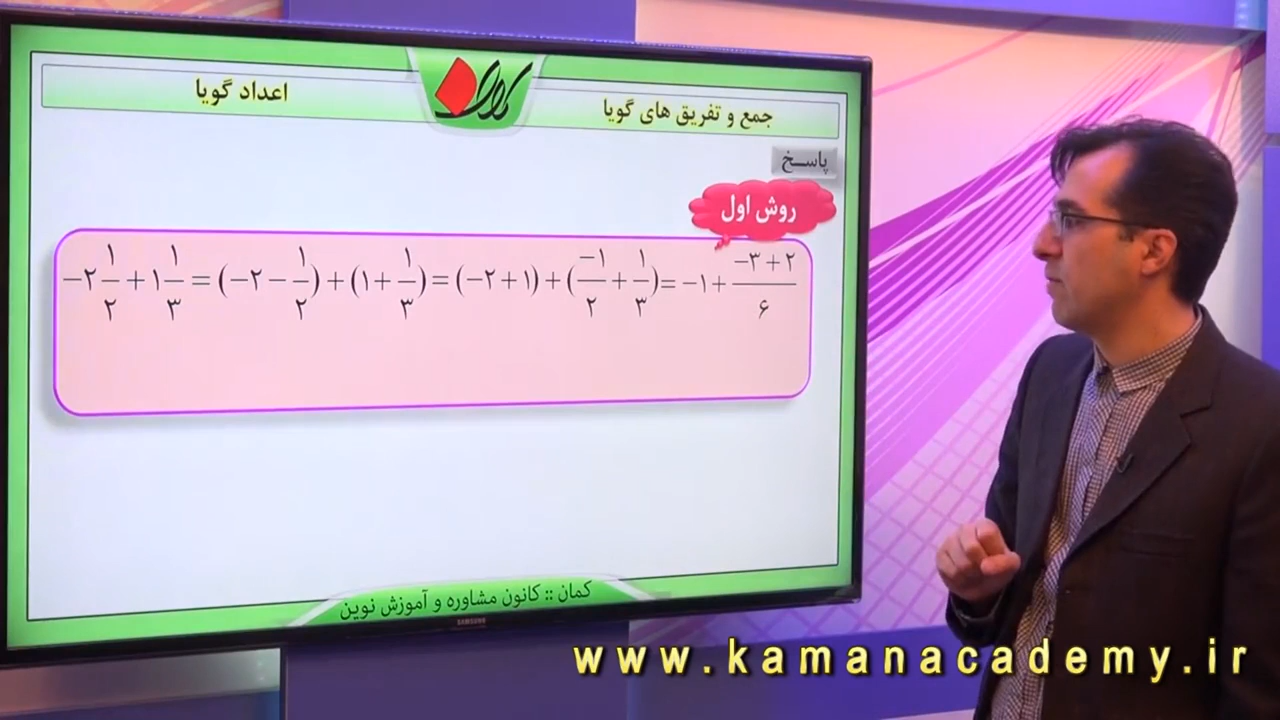 جمع و تفریق های گویا
اعداد گویا
پاسخ
روش اول
−۲ ۱/۲ + ۱ ۱/۳ = (−۲ − ۱/۲) + (۱ + ۱/۳) = (−۲ + ۱) + (−۱/۲ + ۱/۳) = −۱ + (−۳ + ۲)/۶
کمان :: کانون مشاوره و آموزش نوین
SAMSUNG
www.kamanacademy.ir